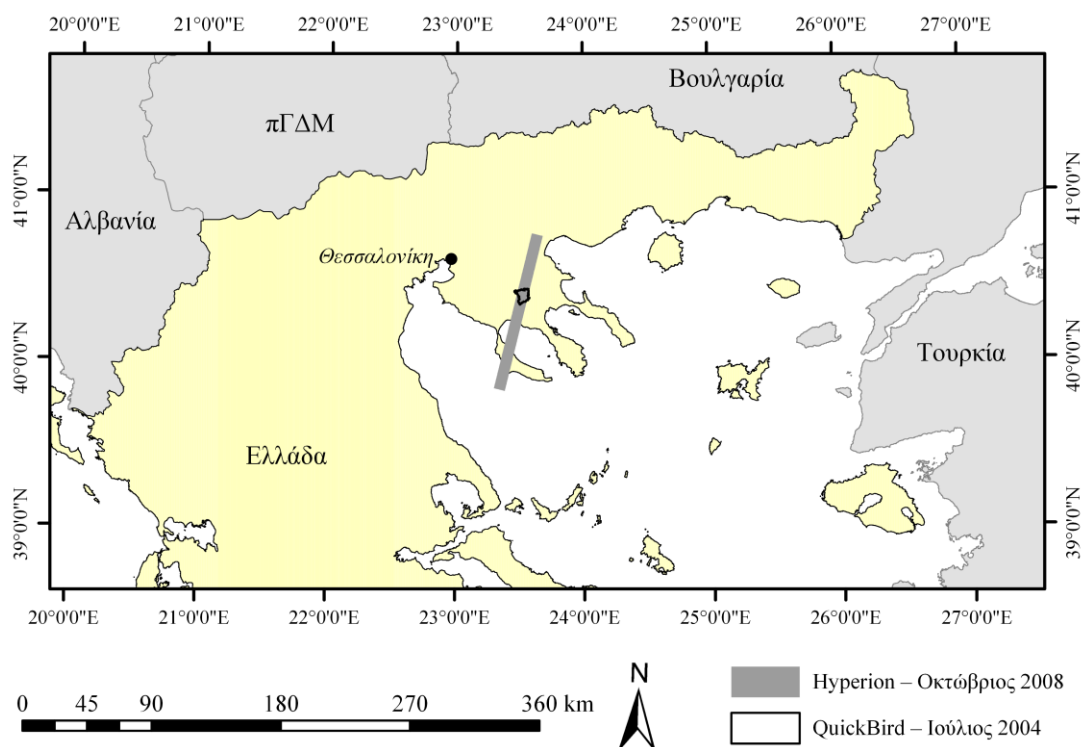 20°0'0"E 21°0'0"E 22°0'0"E 23°0'0"E 24°0'0"E 25°0'0"E 26°0'0"E 27°0'0"E
Βουλγαρία
πΓΔΜ
41°0'0"N 41°0'0"N
Αλβανία
Θεσσαλονίκη
40°0'0"N Τουρκία 40°0'0"N
Ελλάδα
39°0'0"N 39°0'0"N
20°0'0"E 21°0'0"E 22°0'0"E 23°0'0"E 24°0'0"E 25°0'0"E 26°0'0"E 27°0'0"E
N
0 45 90 180 270 360 km
Hyperion – Οκτώβριος 2008
QuickBird – Ιούλιος 2004